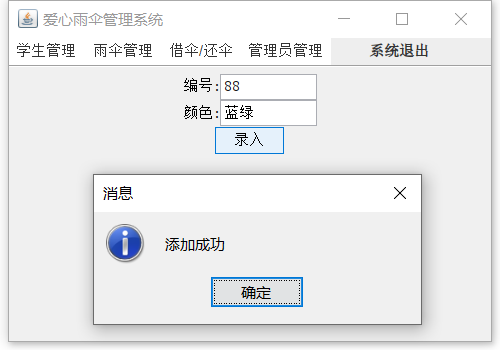 爱心雨伞管理系统
学生管理 雨伞管理 借伞/还伞 管理员管理 系统退出
编号:88
颜色:蓝绿
录入
消息
添加成功
确定